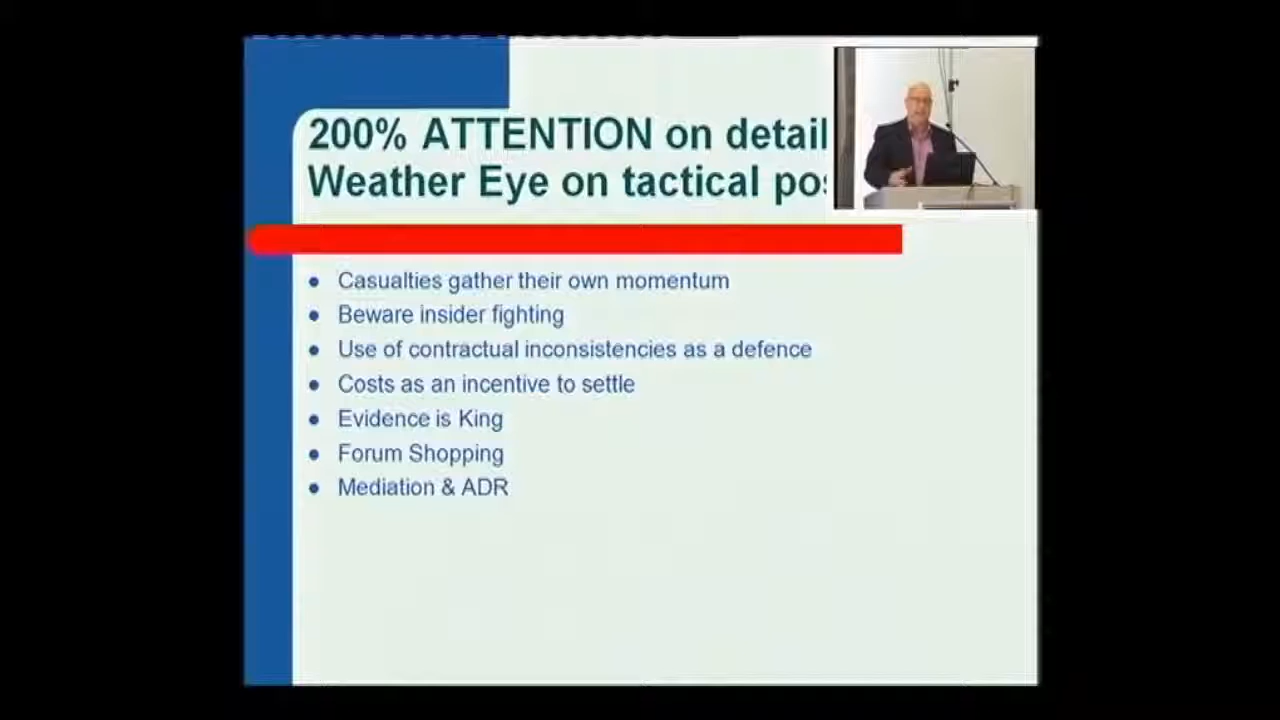 200% ATTENTION on detail
Weather Eye on tactical
Casualties gather their own momentum
Beware insider fighting
Use of contractual inconsistencies as a defence
Costs as an incentive to settle
Evidence is King
Forum Shopping
Mediation & ADR